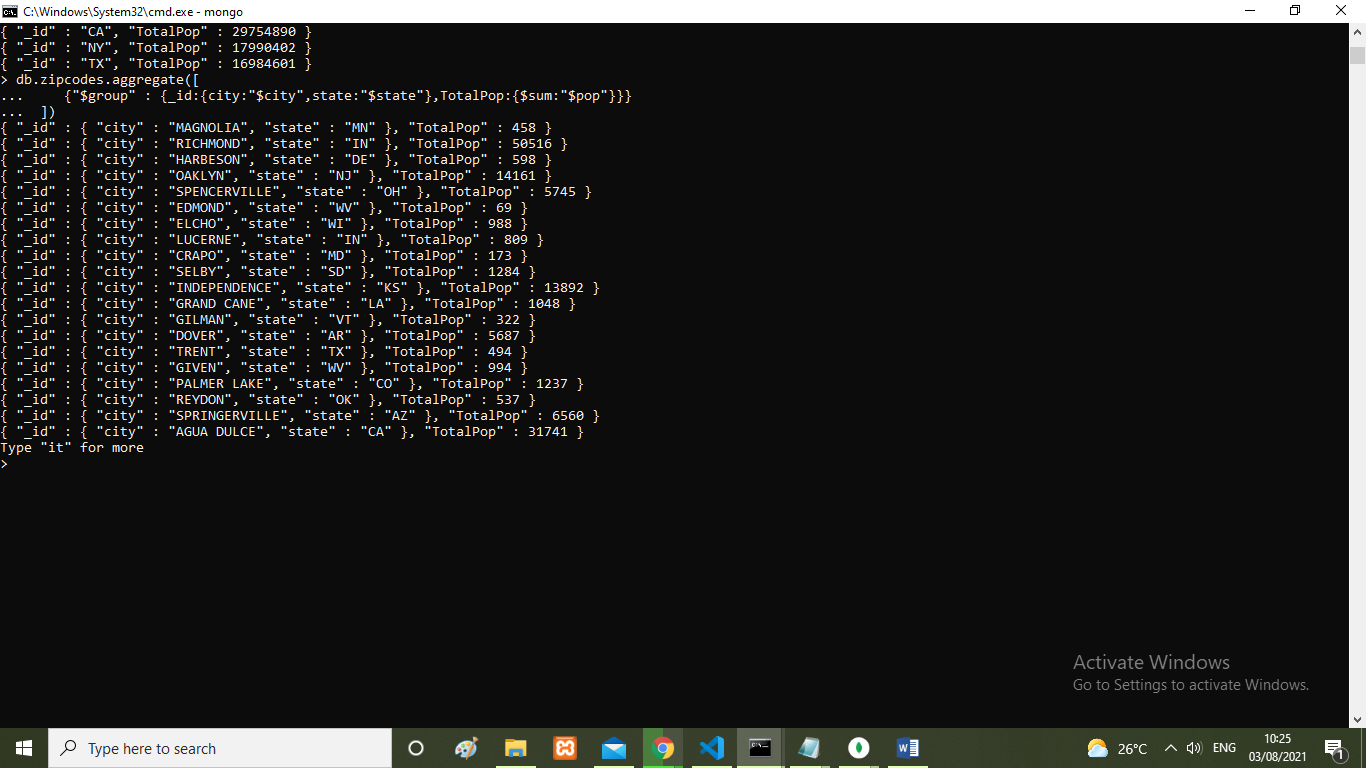 C:\Windows\System32\cmd.exe - mongo
{ "_id" : "CA", "TotalPop" : 29754890 }
{ "_id" : "NY", "TotalPop" : 17990402 }
{ "_id" : "TX", "TotalPop" : 16984601 }
> db.zipcodes.aggregate([
...     {"$group" : {_id:{city:"$city",state:"$state"},TotalPop:{$sum:"$pop"}}}
...  ])
{ "_id" : { "city" : "MAGNOLIA", "state" : "MN" }, "TotalPop" : 458 }
{ "_id" : { "city" : "RICHMOND", "state" : "IN" }, "TotalPop" : 50516 }
{ "_id" : { "city" : "HARBESON", "state" : "DE" }, "TotalPop" : 598 }
{ "_id" : { "city" : "OAKLYN", "state" : "NJ" }, "TotalPop" : 14161 }
{ "_id" : { "city" : "SPENCERVILLE", "state" : "OH" }, "TotalPop" : 5745 }
{ "_id" : { "city" : "EDMOND", "state" : "WV" }, "TotalPop" : 69 }
{ "_id" : { "city" : "ELCHO", "state" : "WI" }, "TotalPop" : 988 }
{ "_id" : { "city" : "LUCERNE", "state" : "IN" }, "TotalPop" : 809 }
{ "_id" : { "city" : "CRAPO", "state" : "MD" }, "TotalPop" : 173 }
{ "_id" : { "city" : "SELBY", "state" : "SD" }, "TotalPop" : 1284 }
{ "_id" : { "city" : "INDEPENDENCE", "state" : "KS" }, "TotalPop" : 13892 }
{ "_id" : { "city" : "GRAND CANE", "state" : "LA" }, "TotalPop" : 1048 }
{ "_id" : { "city" : "GILMAN", "state" : "VT" }, "TotalPop" : 322 }
{ "_id" : { "city" : "DOVER", "state" : "AR" }, "TotalPop" : 5687 }
{ "_id" : { "city" : "TRENT", "state" : "TX" }, "TotalPop" : 494 }
{ "_id" : { "city" : "GIVEN", "state" : "WV" }, "TotalPop" : 994 }
{ "_id" : { "city" : "PALMER LAKE", "state" : "CO" }, "TotalPop" : 1237 }
{ "_id" : { "city" : "REYDON", "state" : "OK" }, "TotalPop" : 537 }
{ "_id" : { "city" : "SPRINGERVILLE", "state" : "AZ" }, "TotalPop" : 6560 }
{ "_id" : { "city" : "AGUA DULCE", "state" : "CA" }, "TotalPop" : 31741 }
Type "it" for more
>
Activate Windows
Go to Settings to activate Windows.
Type here to search
26°C
ENG
10:25
03/08/2021
1